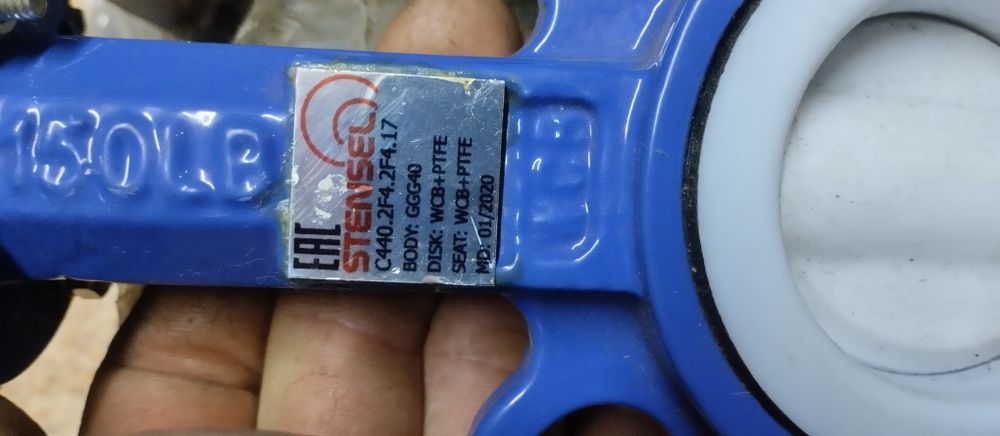 150LB
EAC
STENSEL
C440.2F4.2F4.17
BODY: GGG40
DISK: WCB+PTFE
SEAT: WCB+PTFE
MD: 01/2020